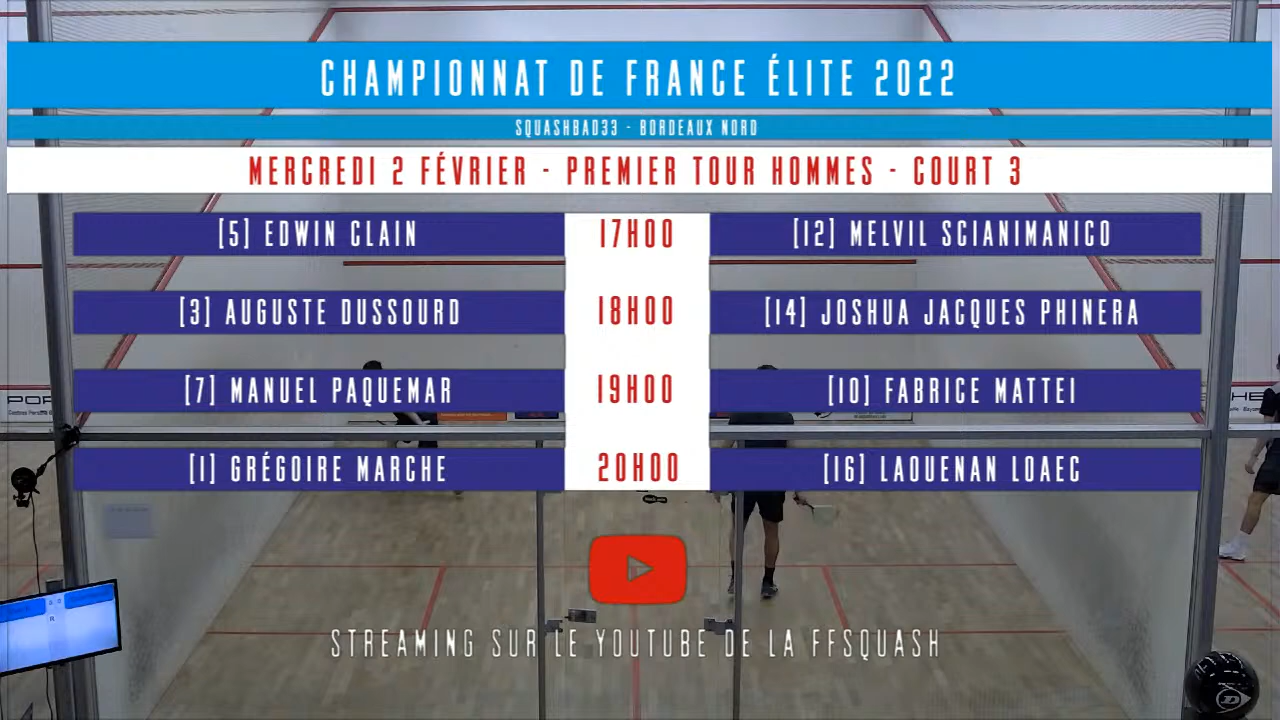 CHAMPIONNAT DE FRANCE ÉLITE 2022
SQUASHBAD33 - BORDEAUX NORD
MERCREDI 2 FÉVRIER - PREMIER TOUR HOMMES - COURT 3
[5] EDWIN CLAIN 17H00 [12] MELVIL SCIANIMANICO
[3] AUGUSTE DUSSOURD 18H00 [14] JOSHUA JACQUES PHINERA
[7] MANUEL PAQUEMAR 19H00 [10] FABRICE MATTEI
[1] GRÉGOIRE MARCHE 20H00 [16] LAOUENAN LOAEC
STREAMING SUR LE YOUTUBE DE LA FFSQUASH